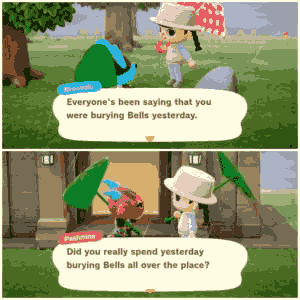 Everyone's been saying that you
were burying Bells yesterday.
Pashmina
Did you really spend yesterday
burying Bells all over the place?